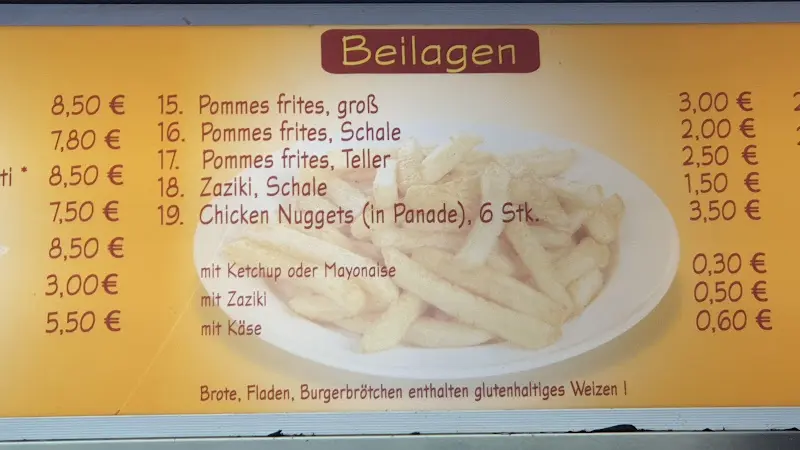 Beilagen
8,50 €
7,80 €
ti * 8,50 €
7,50 €
8,50 €
3,00€
5,50 €
15. Pommes frites, groß 3,00 €
16. Pommes frites, Schale 2,00 €
17. Pommes frites, Teller 2,50 €
18. Zaziki, Schale 1,50 €
19. Chicken Nuggets (in Panade), 6 Stk. 3,50 €
mit Ketchup oder Mayonaise 0,30 €
mit Zaziki 0,50 €
mit Käse 0,60 €
Brote, Fladen, Burgerbrötchen enthalten glutenhaltiges Weizen !